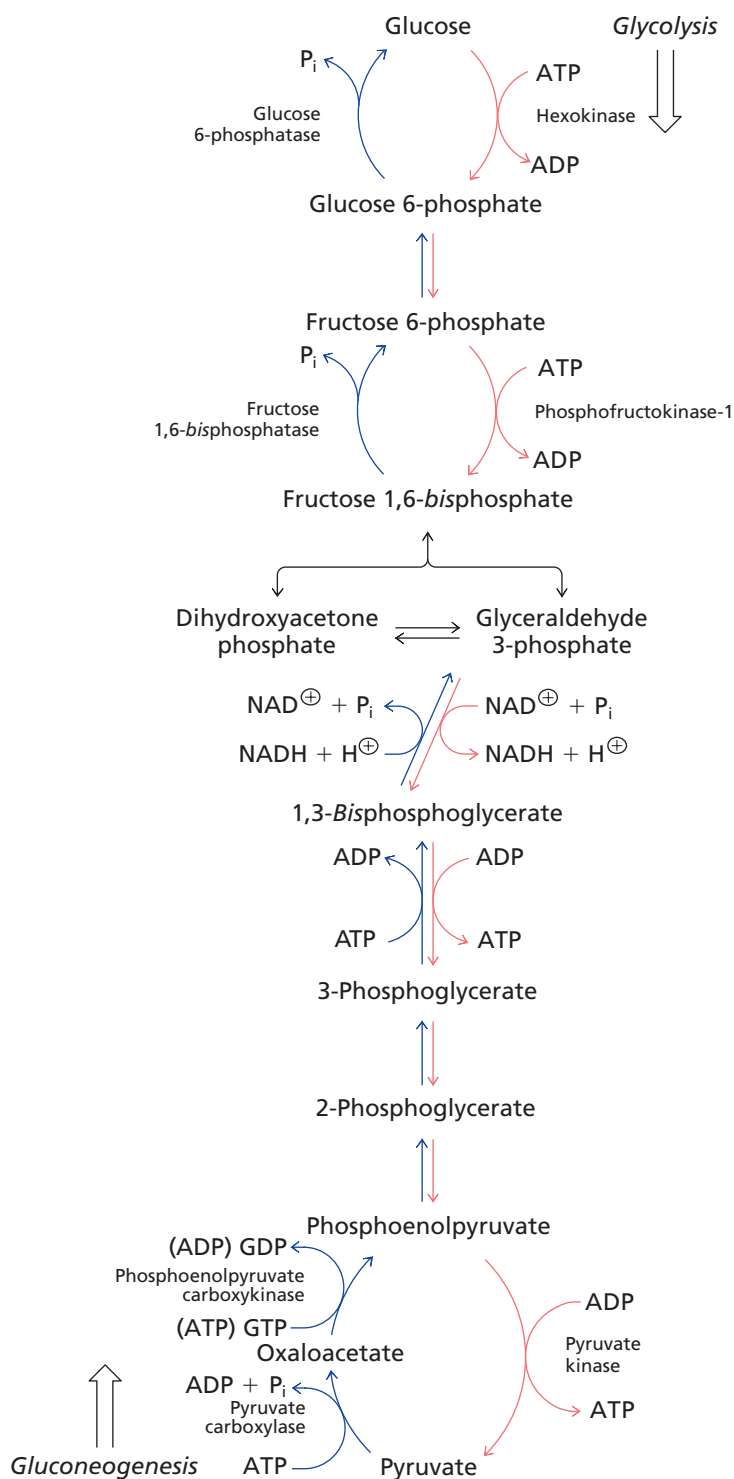 Glucose
Glycolysis
Pi
ATP
Glucose
6-phosphatase
Hexokinase
ADP
Glucose 6-phosphate
Fructose 6-phosphate
Pi
ATP
Fructose
1,6-bisphosphatase
Phosphofructokinase-1
ADP
Fructose 1,6-bisphosphate
Dihydroxyacetone
phosphate
Glyceraldehyde
3-phosphate
NAD⊕ + Pi
NAD⊕ + Pi
NADH + H⊕
NADH + H⊕
1,3-Bisphosphoglycerate
ADP
ADP
ATP
ATP
3-Phosphoglycerate
2-Phosphoglycerate
Phosphoenolpyruvate
(ADP) GDP
Phosphoenolpyruvate
carboxykinase
ADP
(ATP) GTP
Oxaloacetate
Pyruvate
kinase
ADP + Pi
Pyruvate
carboxylase
ATP
Gluconeogenesis
ATP
Pyruvate